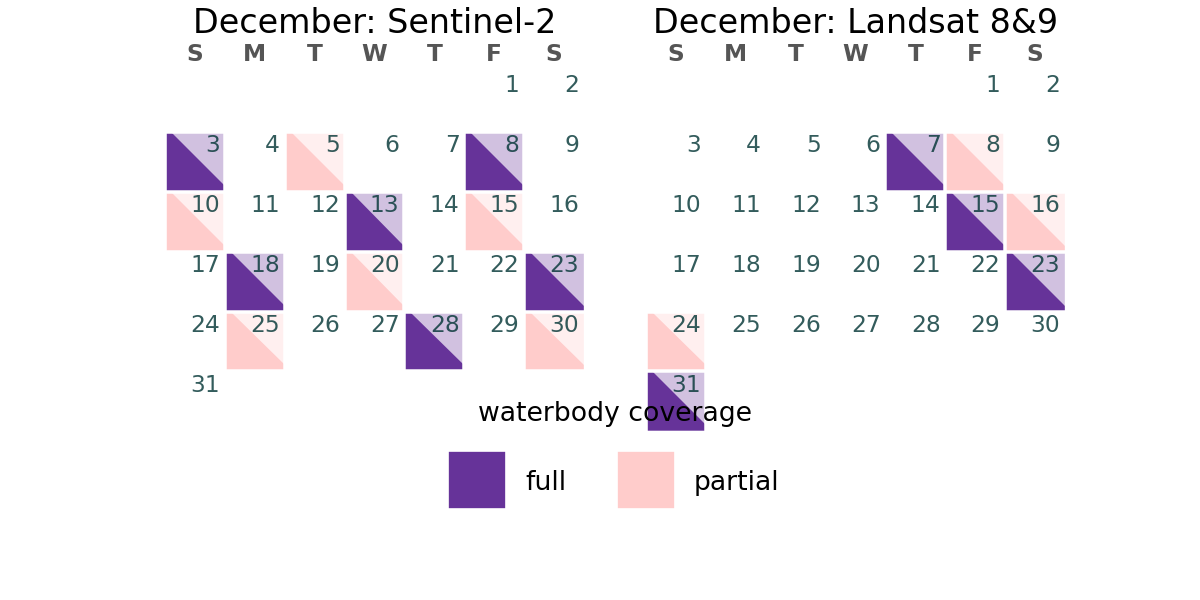 December: Sentinel-2
S M T W T F S
1 2
3 4 5 6 7 8 9
10 11 12 13 14 15 16
17 18 19 20 21 22 23
24 25 26 27 28 29 30
31
December: Landsat 8&9
S M T W T F S
1 2
3 4 5 6 7 8 9
10 11 12 13 14 15 16
17 18 19 20 21 22 23
24 25 26 27 28 29 30
31
waterbody coverage
full partial